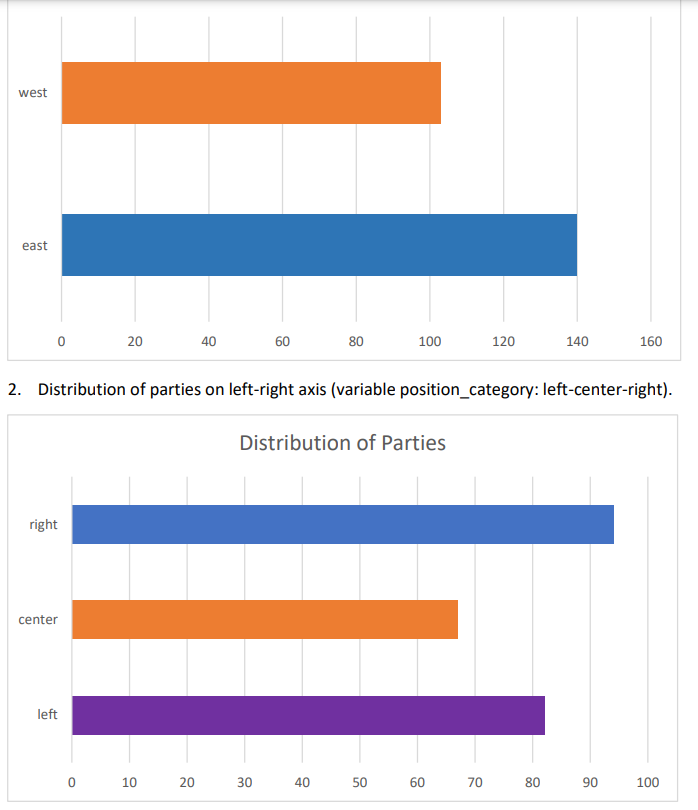 west
east
0 20 40 60 80 100 120 140 160
2. Distribution of parties on left-right axis (variable position_category: left-center-right).
Distribution of Parties
right
center
left
0 10 20 30 40 50 60 70 80 90 100